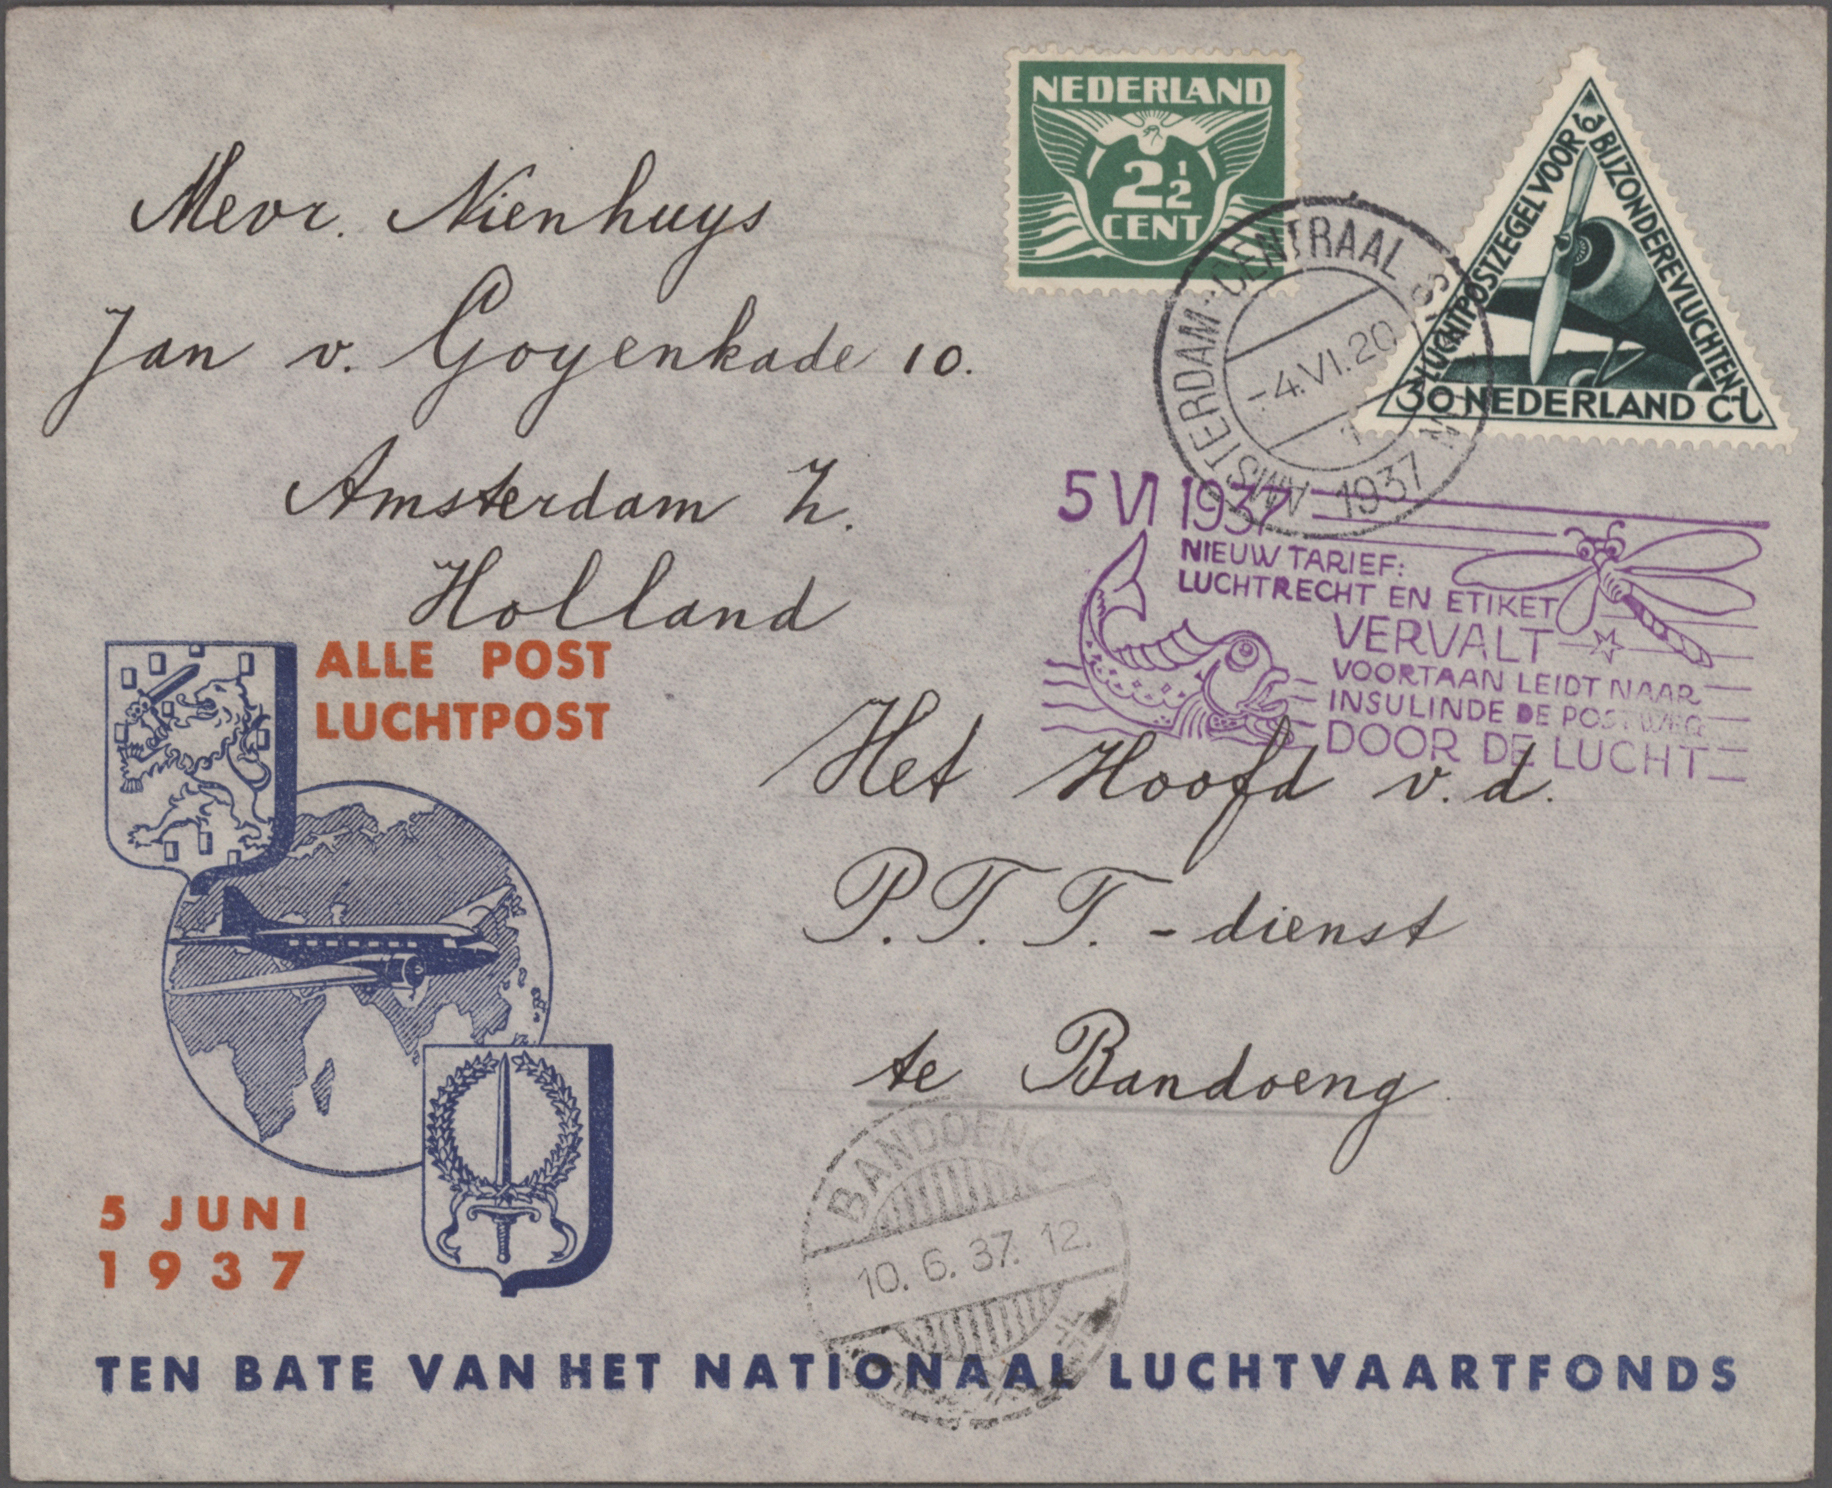 NEDERLAND
2½
CENT
LUCHTPOSTZEGEL VOOR
BIJZONDERE VLUCHTEN
30 NEDERLAND CT
Mevr. Nienhuys
Jan v. Goyenkade 10.
Amsterdam Z.
Holland
AMSTERDAM-CENTRAAL
-4.VI.20
1937
5 VI 1937
NIEUW TARIEF:
LUCHTRECHT EN ETIKET
VERVALT
VOORTAAN LEIDT NAAR
INSULINDE DE POSTWEG
DOOR DE LUCHT
ALLE POST
LUCHTPOST
Het Hoofd v.d.
P.T.T.-dienst
te Bandoeng
BANDOENG
10.6.37.12.
5 JUNI
1937
TEN BATE VAN HET NATIONAAL LUCHTVAARTFONDS